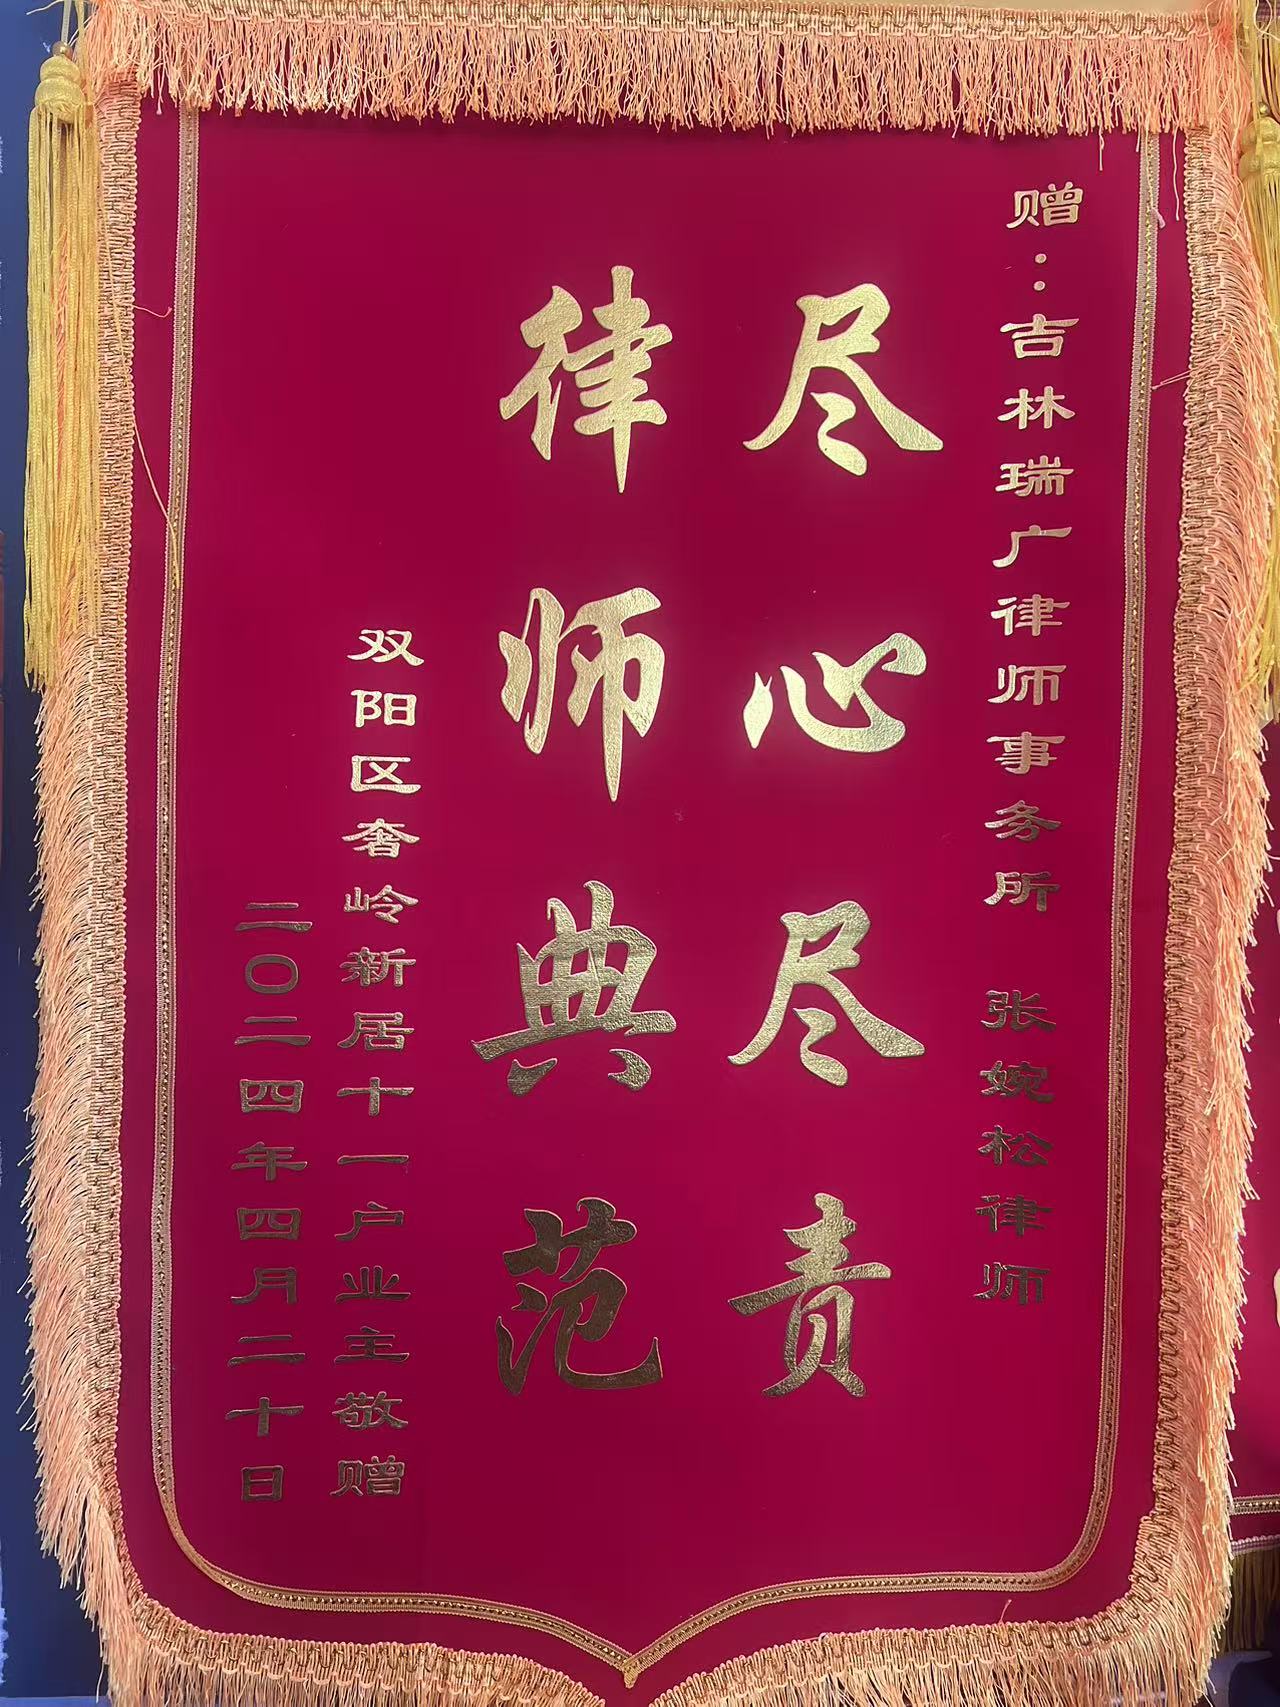 赠：吉林瑞广律师事务所 张婉松律师
尽心尽责
律师典范
双阳区奢岭新居十一户业主敬赠
二〇二四年四月二十日